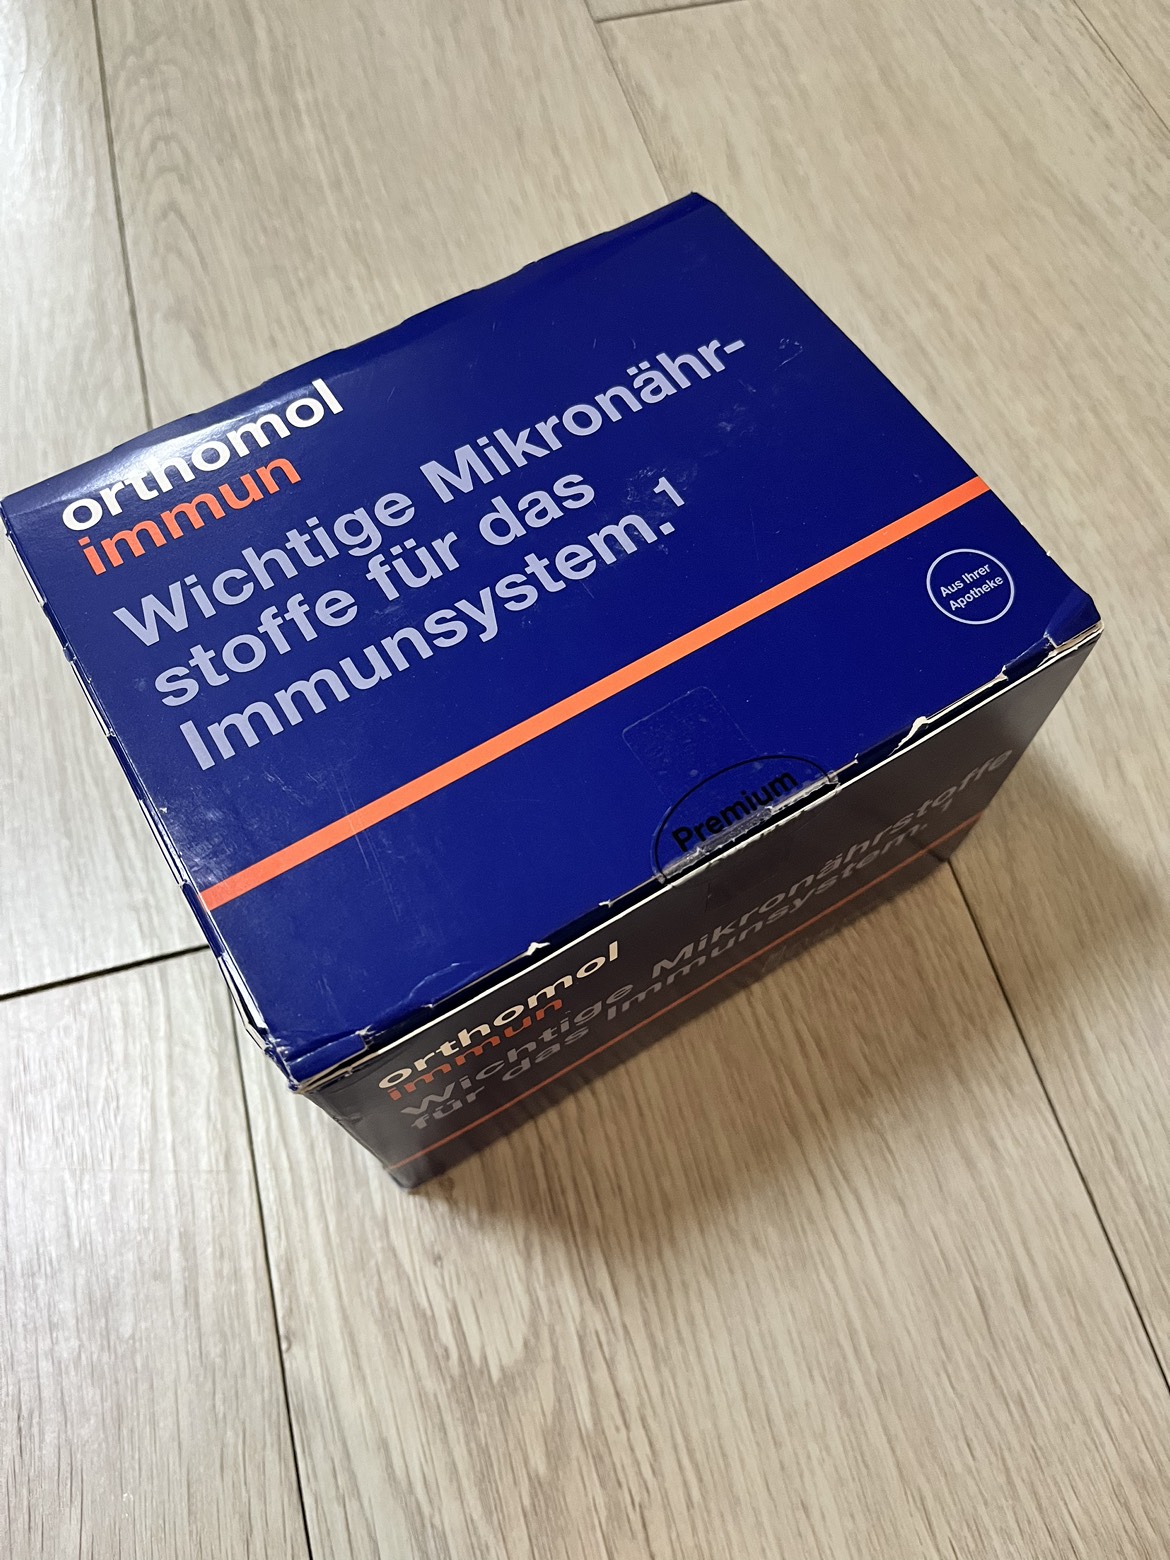 orthomol
immun
Wichtige Mikronähr-
stoffe für das
Immunsystem.¹
Aus Ihrer
Apotheke
Premium
orthomol
immun
Wichtige Mikronährstoffe
für das Immunsystem.¹